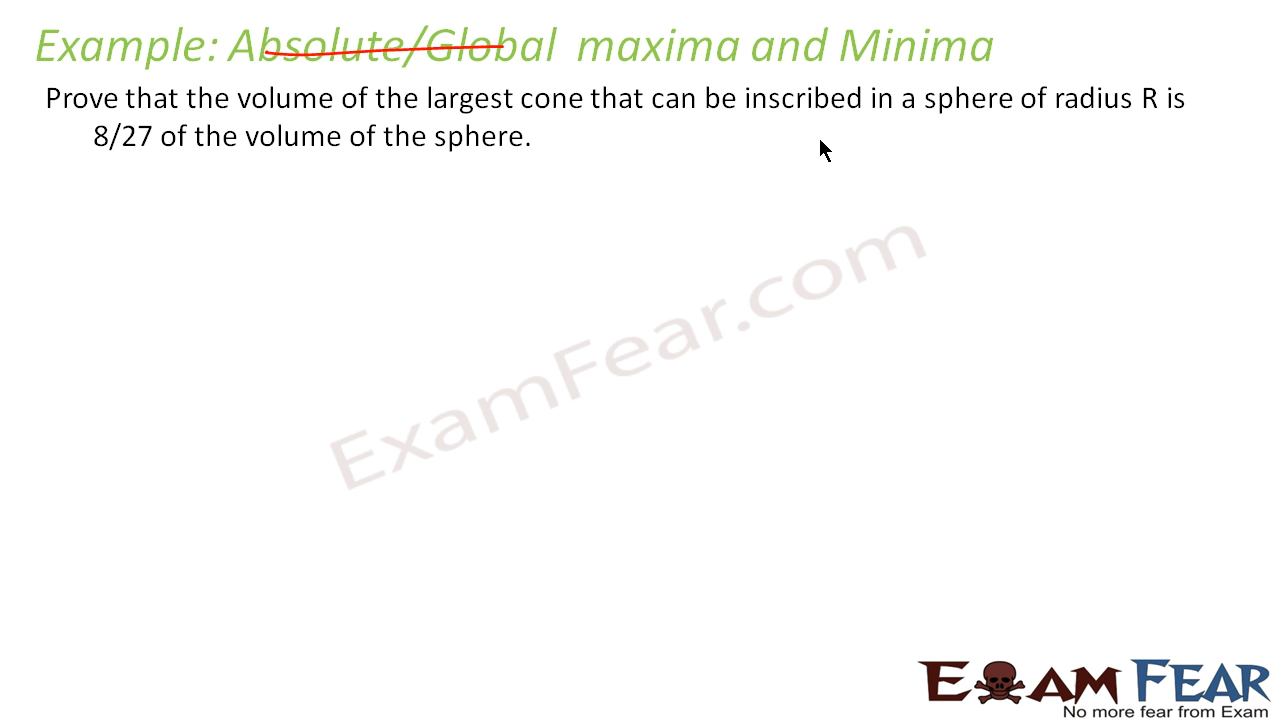 Example: Absolute/Global maxima and Minima
Prove that the volume of the largest cone that can be inscribed in a sphere of radius R is
8/27 of the volume of the sphere.
ExamFear.com
EXAM FEAR
No more fear from Exam